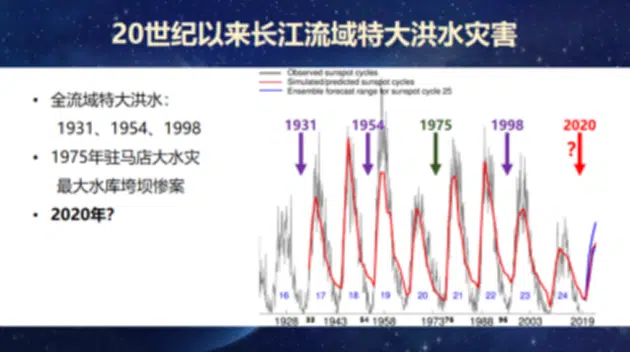 20世纪以来长江流域特大洪水灾害
• 全流域特大洪水：
1931、1954、1998
• 1975年驻马店大水灾
最大水库垮坝惨案
• 2020年？
Observed sunspot cycles
Simulated/predicted sunspot cycles
Ensemble forecast range for sunspot cycle 25
1931 1954 1975 1998 2020
?
16 17 18 19 20 21 22 23 24
1928 33 1943 54 1958 1973 76 1988 2003 2019